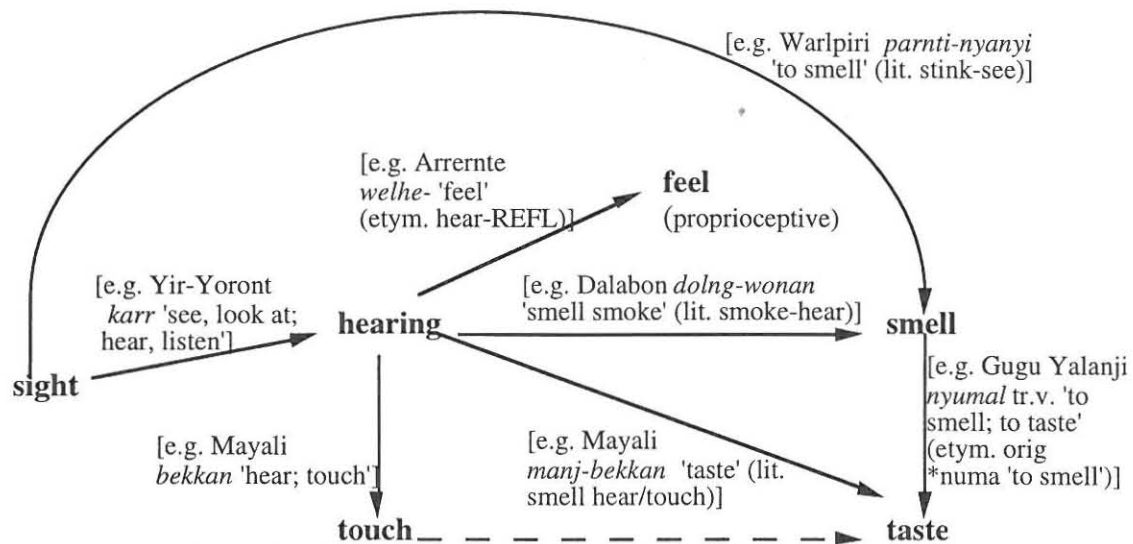 [e.g. Warlpiri parnti-nyanyi
'to smell' (lit. stink-see)]
[e.g. Arrernte
welhe- 'feel'
(etym. hear-REFL)]
feel
(proprioceptive)
[e.g. Yir-Yoront
karr 'see, look at;
hear, listen']
hearing
[e.g. Dalabon dolng-wonan
'smell smoke' (lit. smoke-hear)]
smell
sight
[e.g. Gugu Yalanji
nyumal tr.v. 'to
smell; to taste'
(etym. orig
*numa 'to smell')]
[e.g. Mayali
bekkan 'hear; touch']
[e.g. Mayali
manj-bekkan 'taste' (lit.
smell hear/touch)]
touch
taste